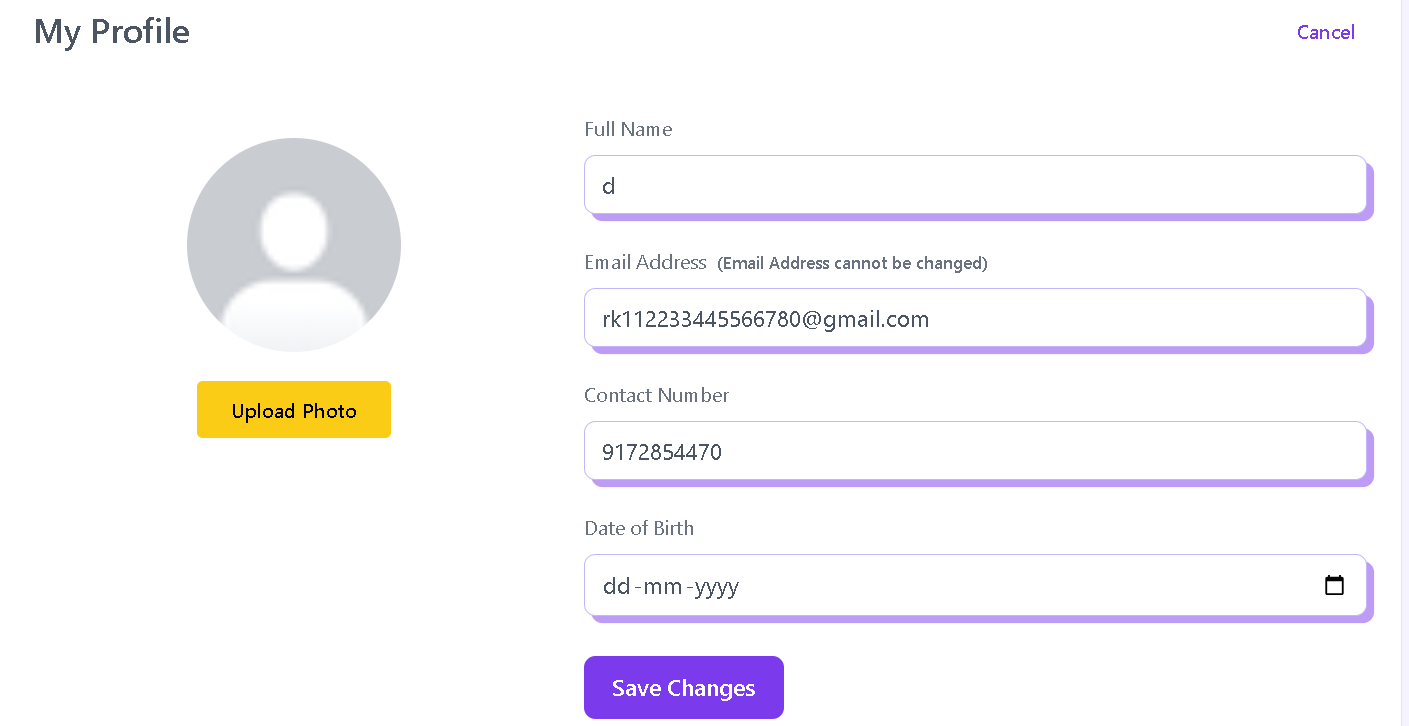 My Profile
Cancel
Upload Photo
Full Name
d
Email Address (Email Address cannot be changed)
rk112233445566780@gmail.com
Contact Number
9172854470
Date of Birth
dd-mm-yyyy
Save Changes